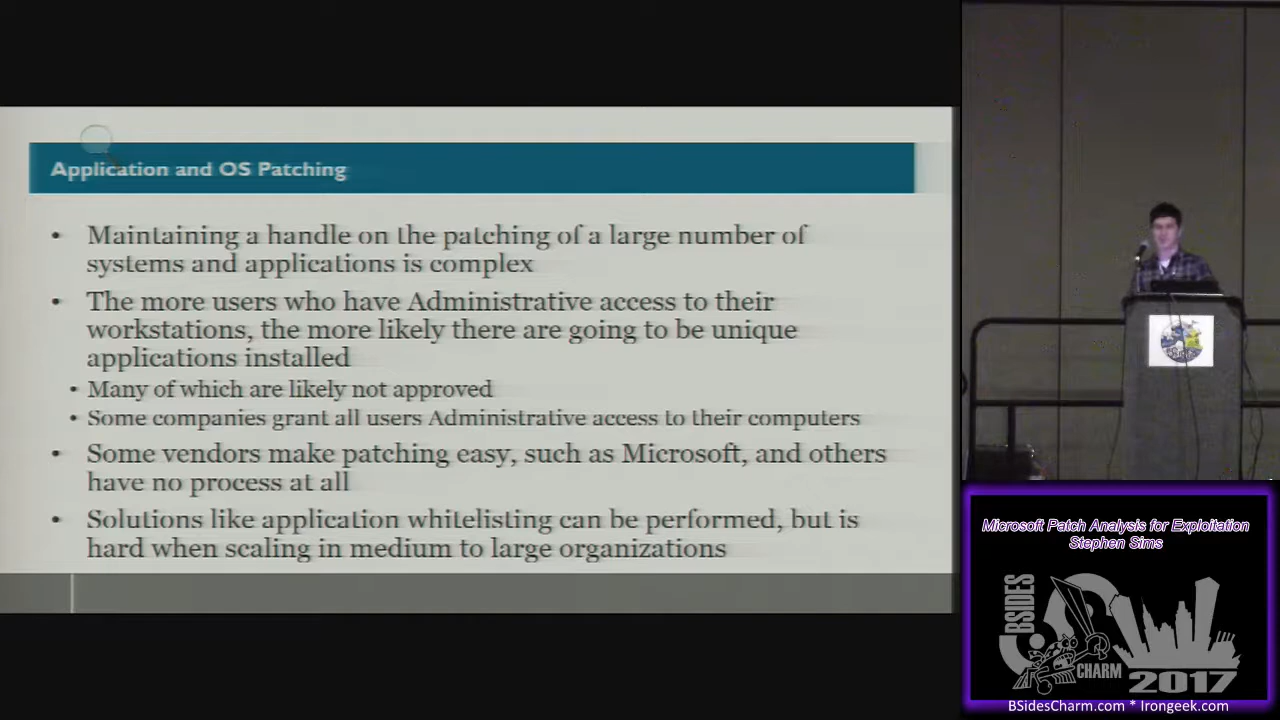 Application and OS Patching
• Maintaining a handle on the patching of a large number of
systems and applications is complex
• The more users who have Administrative access to their
workstations, the more likely there are going to be unique
applications installed
• Many of which are likely not approved
• Some companies grant all users Administrative access to their computers
• Some vendors make patching easy, such as Microsoft, and others
have no process at all
• Solutions like application whitelisting can be performed, but is
hard when scaling in medium to large organizations
Microsoft Patch Analysis for Exploitation
Stephen Sims
BSIDES
CHARM
2017
BSidesCharm.com * Irongeek.com